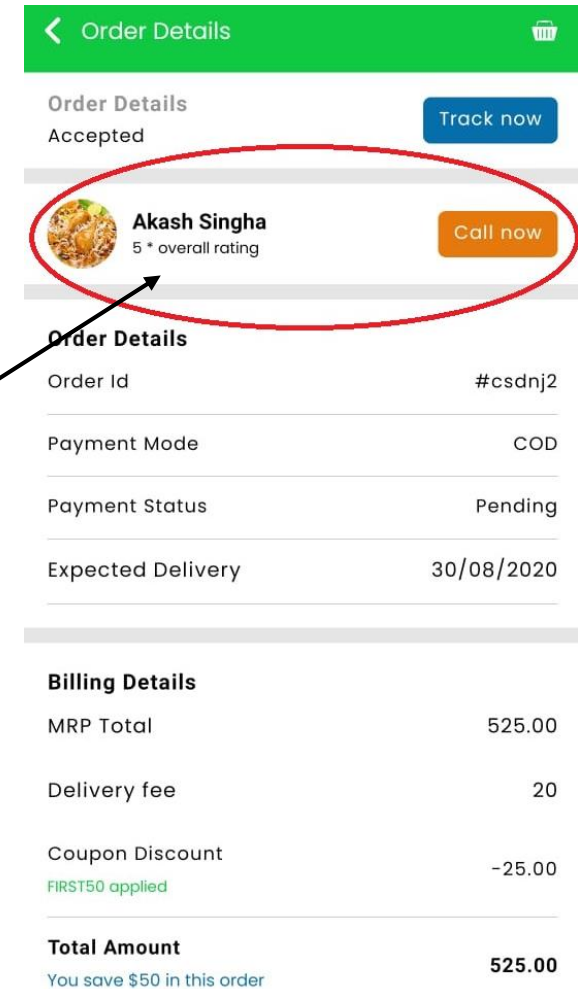 Order Details
Order Details
Accepted
Track now
Akash Singha
5 * overall rating
Call now
Order Details
Order Id #csdnj2
Payment Mode COD
Payment Status Pending
Expected Delivery 30/08/2020
Billing Details
MRP Total 525.00
Delivery fee 20
Coupon Discount -25.00
FIRST50 applied
Total Amount 525.00
You save $50 in this order